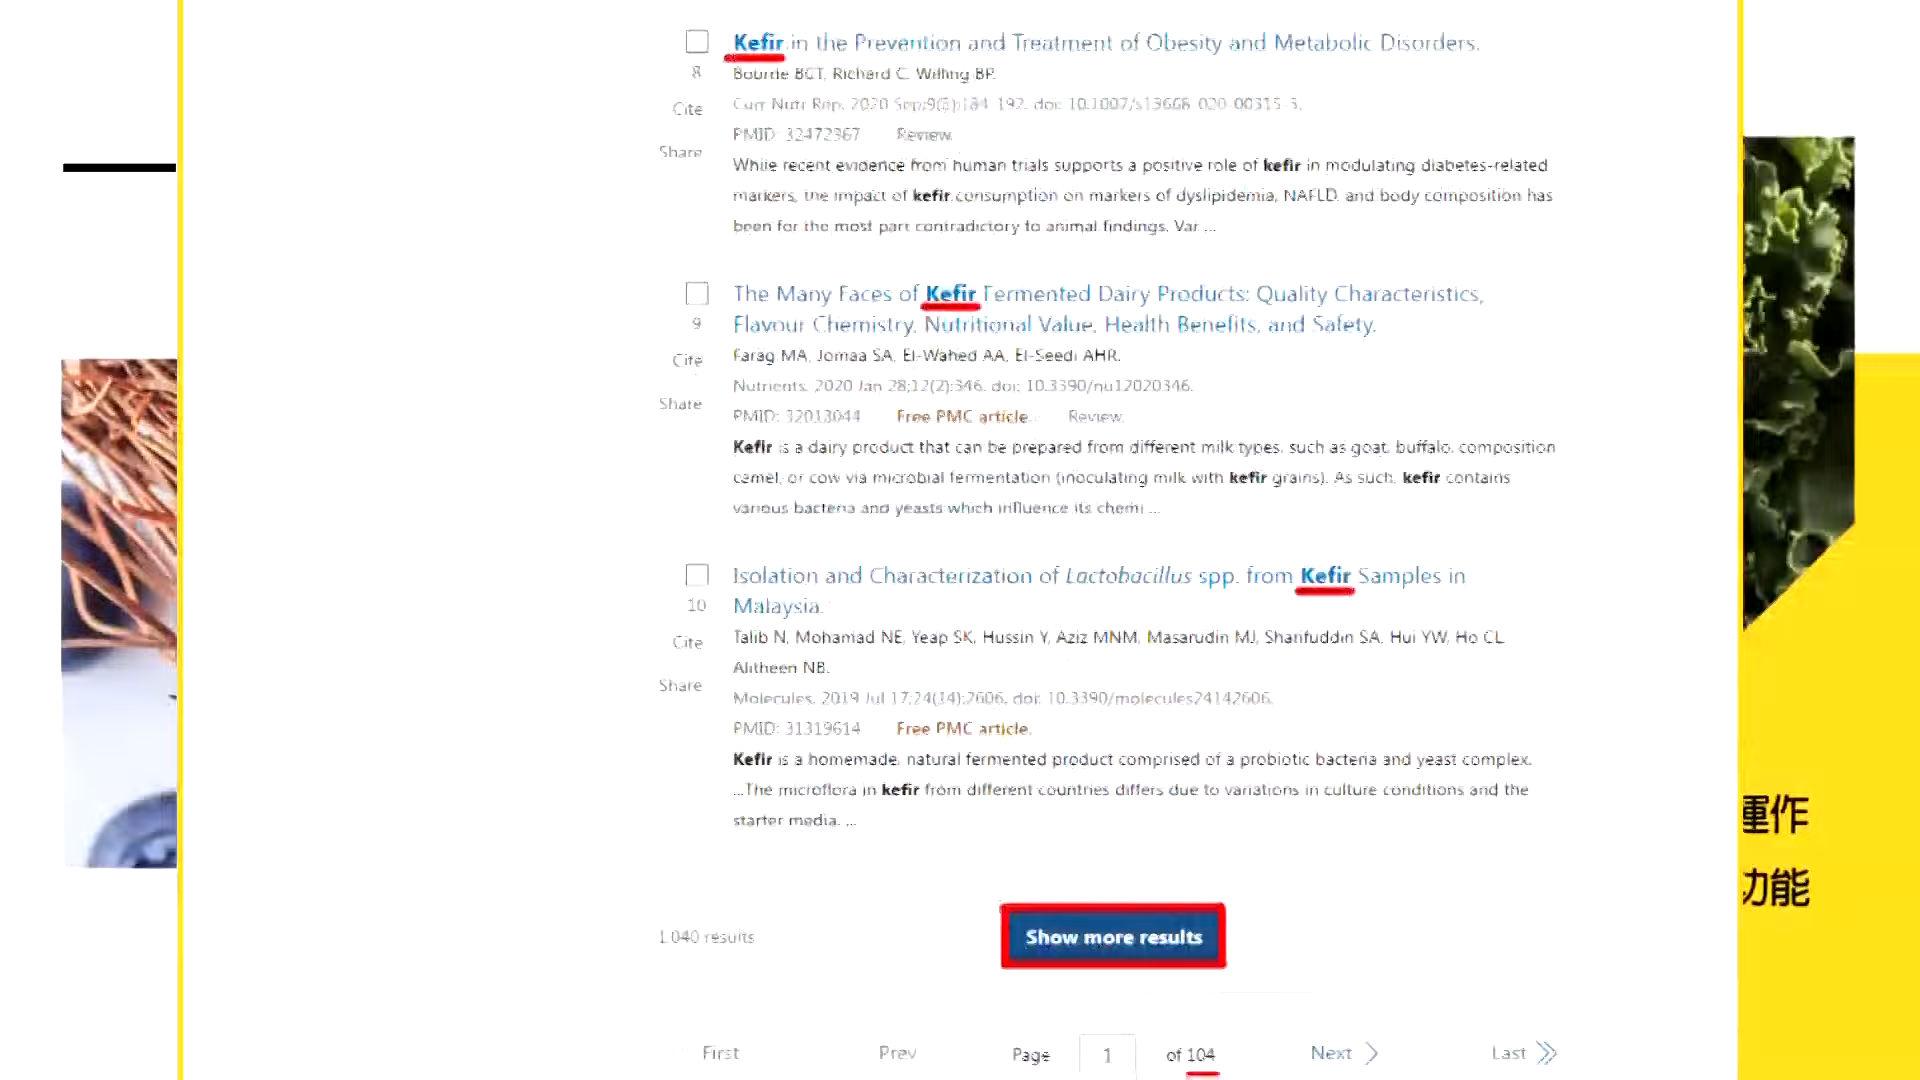 Kefir in the Prevention and Treatment of Obesity and Metabolic Disorders.
8
Bourrie BCT, Richard C, Willing BP.
Cite
Curr Nutr Rep. 2020 Sep;9(3):184-192. doi: 10.1007/s13668-020-00315-3.
PMID: 32472367 Review.
Share
While recent evidence from human trials supports a positive role of kefir in modulating diabetes-related
markers, the impact of kefir consumption on markers of dyslipidemia, NAFLD, and body composition has
been for the most part contradictory to animal findings. Var ...
The Many Faces of Kefir Fermented Dairy Products: Quality Characteristics,
9
Flavour Chemistry, Nutritional Value, Health Benefits, and Safety.
Cite
Farag MA, Jomaa SA, El-Wahed AA, El-Seedi AHR.
Nutrients. 2020 Jan 28;12(2):346. doi: 10.3390/nu12020346.
Share
PMID: 32013044 Free PMC article. Review.
Kefir is a dairy product that can be prepared from different milk types, such as goat, buffalo, composition
camel, or cow via microbial fermentation (inoculating milk with kefir grains). As such, kefir contains
various bacteria and yeasts which influence its chemi ...
Isolation and Characterization of Lactobacillus spp. from Kefir Samples in
10
Malaysia.
Cite
Talib N, Mohamad NE, Yeap SK, Hussin Y, Aziz MNM, Masarudin MJ, Sharifuddin SA, Hui YW, Ho CL,
Alitheen NB.
Share
Molecules. 2019 Jul 17;24(14):2606. doi: 10.3390/molecules24142606.
PMID: 31319614 Free PMC article.
Kefir is a homemade, natural fermented product comprised of a probiotic bacteria and yeast complex.
...The microflora in kefir from different countries differs due to variations in culture conditions and the
starter media. ...
運作
功能
1,040 results
Show more results
First Prev Page 1 of 104 Next Last